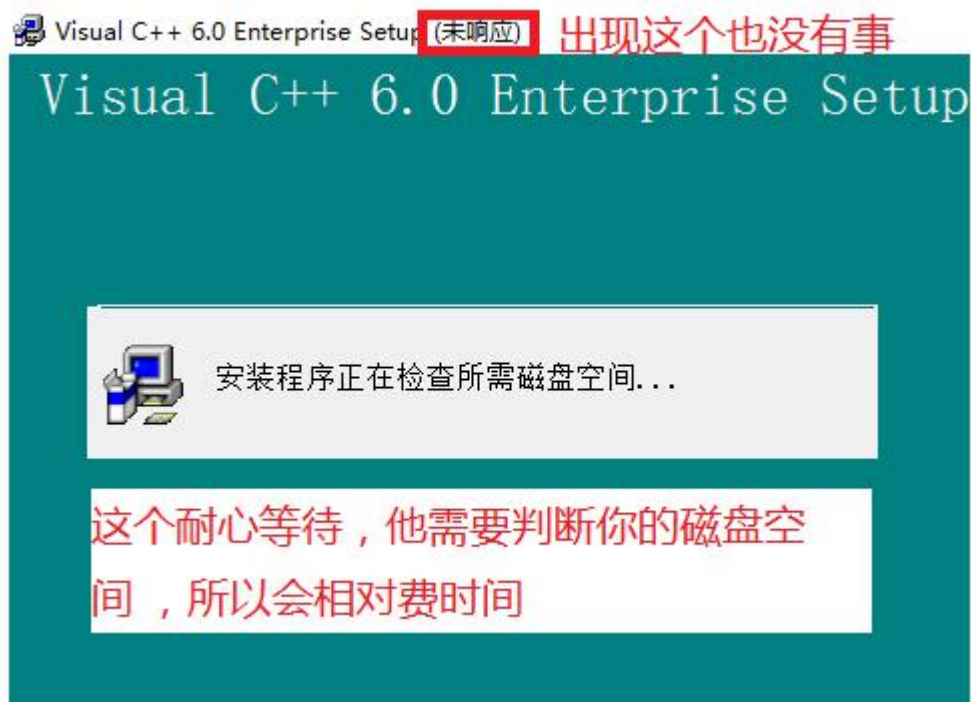 Visual C++ 6.0 Enterprise Setup (未响应) 出现这个也没有事
Visual C++ 6.0 Enterprise Setup
安装程序正在检查所需磁盘空间...
这个耐心等待，他需要判断你的磁盘空
间 ，所以会相对费时间